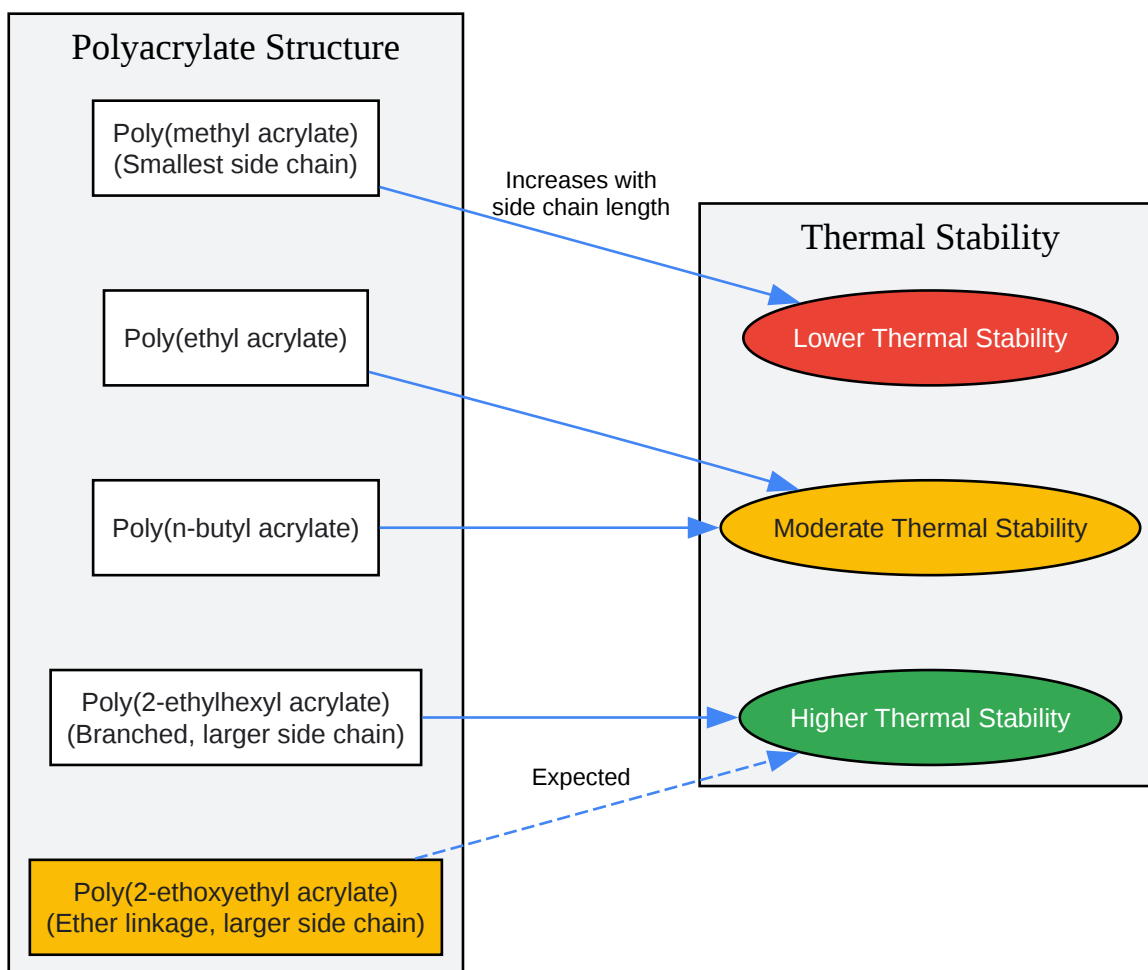 Polyacrylate Structure
Poly(methyl acrylate)
(Smallest side chain)
Poly(ethyl acrylate)
Poly(n-butyl acrylate)
Poly(2-ethylhexyl acrylate)
(Branched, larger side chain)
Poly(2-ethoxyethyl acrylate)
(Ether linkage, larger side chain)
Increases with
side chain length
Expected
Thermal Stability
Lower Thermal Stability
Moderate Thermal Stability
Higher Thermal Stability